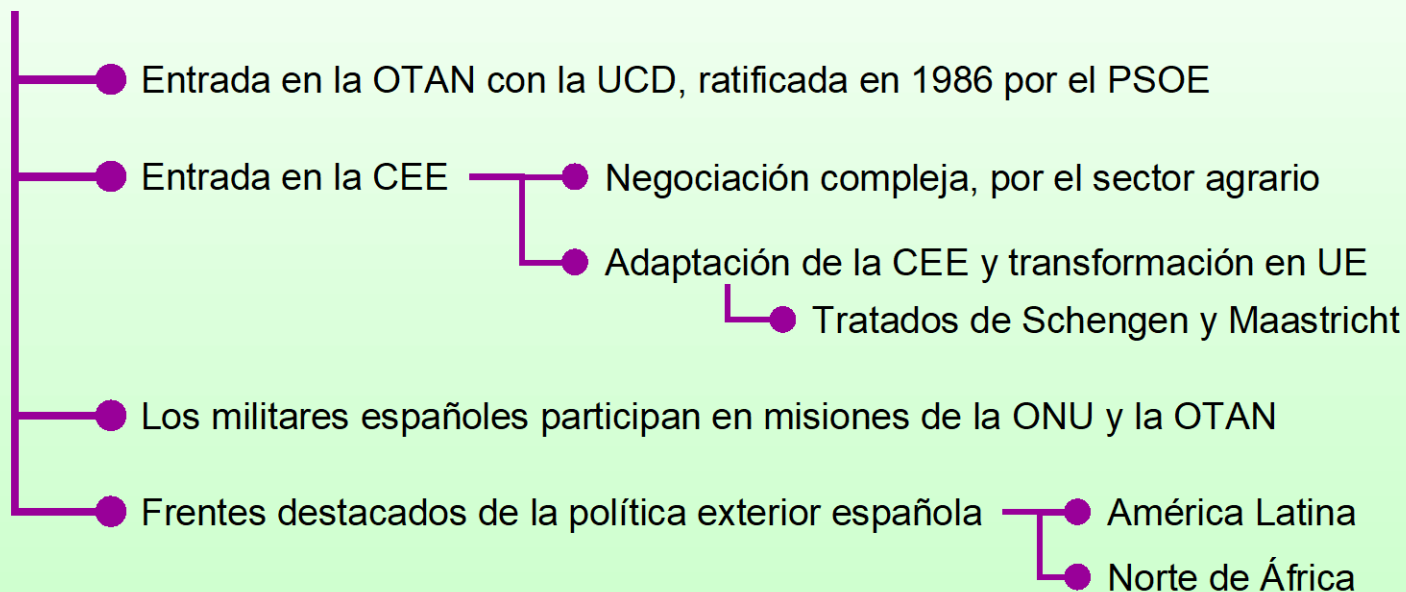 Entrada en la OTAN con la UCD, ratificada en 1986 por el PSOE
Entrada en la CEE
Negociación compleja, por el sector agrario
Adaptación de la CEE y transformación en UE
Tratados de Schengen y Maastricht
Los militares españoles participan en misiones de la ONU y la OTAN
Frentes destacados de la política exterior española
América Latina
Norte de África